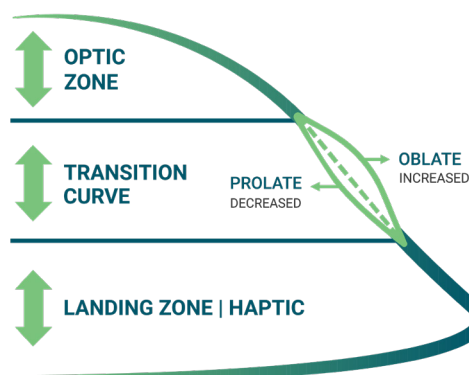 OPTIC
ZONE
TRANSITION
CURVE
PROLATE
DECREASED
OBLATE
INCREASED
LANDING ZONE | HAPTIC